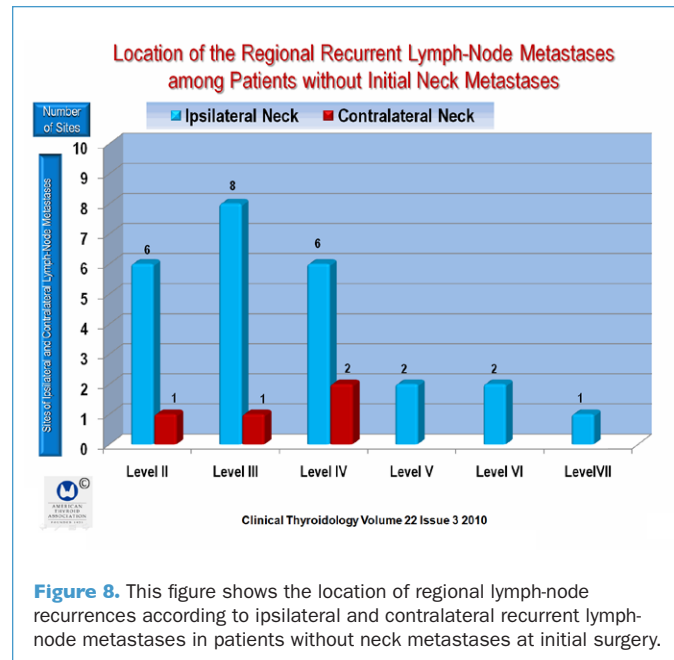 Location of the Regional Recurrent Lymph-Node Metastases
among Patients without Initial Neck Metastases
Number
of Sites
Ipsilateral Neck
Contralateral Neck
Sites of Ipsilateral and Contralateral Lymph-Node Metastases
10
9
8
7
6
5
4
3
2
1
0
6
1
8
1
6
2
2
2
1
Level II
Level III
Level IV
Level V
Level VI
LevelVII
©
AMERICAN
THYROID
ASSOCIATION
FOUNDED 1923
Clinical Thyroidology Volume 22 Issue 3 2010
Figure 8. This figure shows the location of regional lymph-node
recurrences according to ipsilateral and contralateral recurrent lymph-
node metastases in patients without neck metastases at initial surgery.